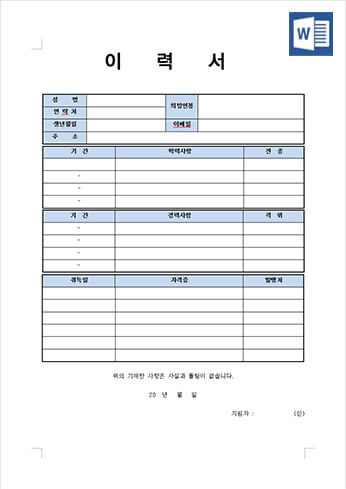 이 력 서
성 명 희망연봉
연 락 처
생년월일 이메일
주 소
기 간 학력사항 전 공
-
-
-
기 간 경력사항 직 위
-
-
-
-
취득일 자격증 발행처
위의 기재한 사항은 사실과 틀림이 없습니다.
20 년 월 일
지원자 : (인)